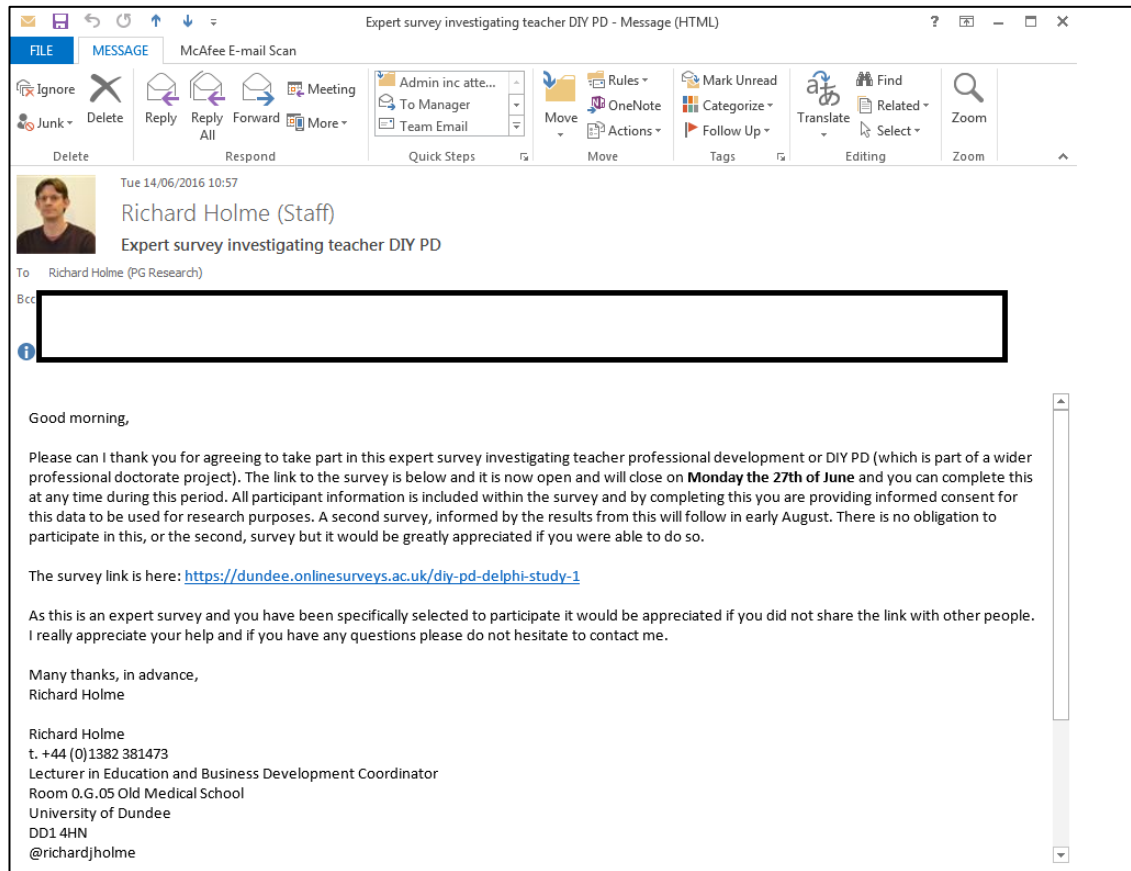 Expert survey investigating teacher DIY PD - Message (HTML)
?
FILE
MESSAGE
McAfee E-mail Scan
Ignore
Junk
Delete
Delete
Reply
Reply
All
Forward
Meeting
More
Respond
Admin inc atte...
To Manager
Team Email
Quick Steps
Move
Rules
OneNote
Actions
Move
Mark Unread
Categorize
Follow Up
Tags
Translate
Find
Related
Select
Editing
Zoom
Zoom
Tue 14/06/2016 10:57
Richard Holme (Staff)
Expert survey investigating teacher DIY PD
To Richard Holme (PG Research)
Bcc
Good morning,
Please can I thank you for agreeing to take part in this expert survey investigating teacher professional development or DIY PD (which is part of a wider
professional doctorate project). The link to the survey is below and it is now open and will close on Monday the 27th of June and you can complete this
at any time during this period. All participant information is included within the survey and by completing this you are providing informed consent for
this data to be used for research purposes. A second survey, informed by the results from this will follow in early August. There is no obligation to
participate in this, or the second, survey but it would be greatly appreciated if you were able to do so.
The survey link is here: https://dundee.onlinesurveys.ac.uk/diy-pd-delphi-study-1
As this is an expert survey and you have been specifically selected to participate it would be appreciated if you did not share the link with other people.
I really appreciate your help and if you have any questions please do not hesitate to contact me.
Many thanks, in advance,
Richard Holme
Richard Holme
t. +44 (0)1382 381473
Lecturer in Education and Business Development Coordinator
Room 0.G.05 Old Medical School
University of Dundee
DD1 4HN
@richardjholme